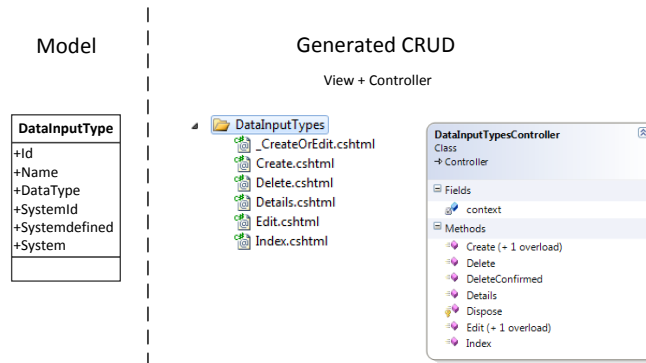 Model
Generated CRUD
View + Controller
DataInputType
+Id
+Name
+DataType
+SystemId
+Systemdefined
+System
DataInputTypes
_CreateOrEdit.cshtml
Create.cshtml
Delete.cshtml
Details.cshtml
Edit.cshtml
Index.cshtml
DataInputTypesController
Class
Controller
Fields
context
Methods
Create (+ 1 overload)
Delete
DeleteConfirmed
Details
Dispose
Edit (+ 1 overload)
Index